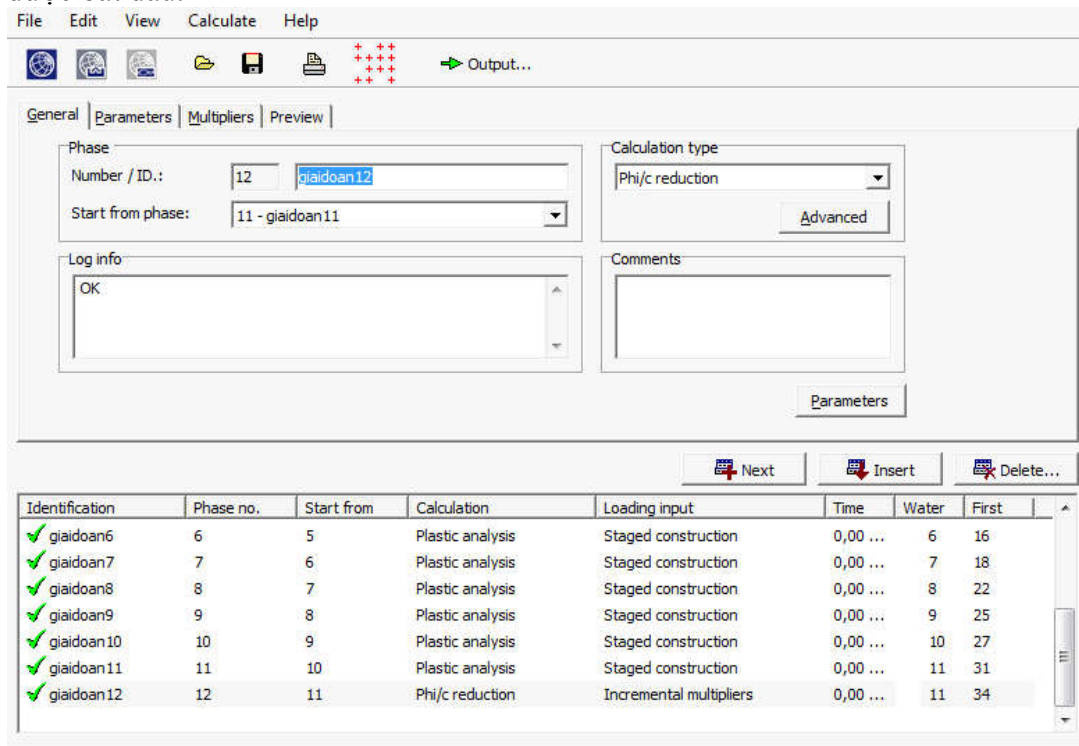 File Edit View Calculate Help
Output...
General Parameters Multipliers Preview
Phase
Number / ID.: 12 giaidoan12
Start from phase: 11 - giaidoan11
Calculation type
Phi/c reduction
Advanced
Log info
OK
Comments
Parameters
Next Insert Delete...
Identification Phase no. Start from Calculation Loading input Time Water First
giaidoan6 6 5 Plastic analysis Staged construction 0,00 ... 6 16
giaidoan7 7 6 Plastic analysis Staged construction 0,00 ... 7 18
giaidoan8 8 7 Plastic analysis Staged construction 0,00 ... 8 22
giaidoan9 9 8 Plastic analysis Staged construction 0,00 ... 9 25
giaidoan10 10 9 Plastic analysis Staged construction 0,00 ... 10 27
giaidoan11 11 10 Plastic analysis Staged construction 0,00 ... 11 31
giaidoan12 12 11 Phi/c reduction Incremental multipliers 0,00 ... 11 34